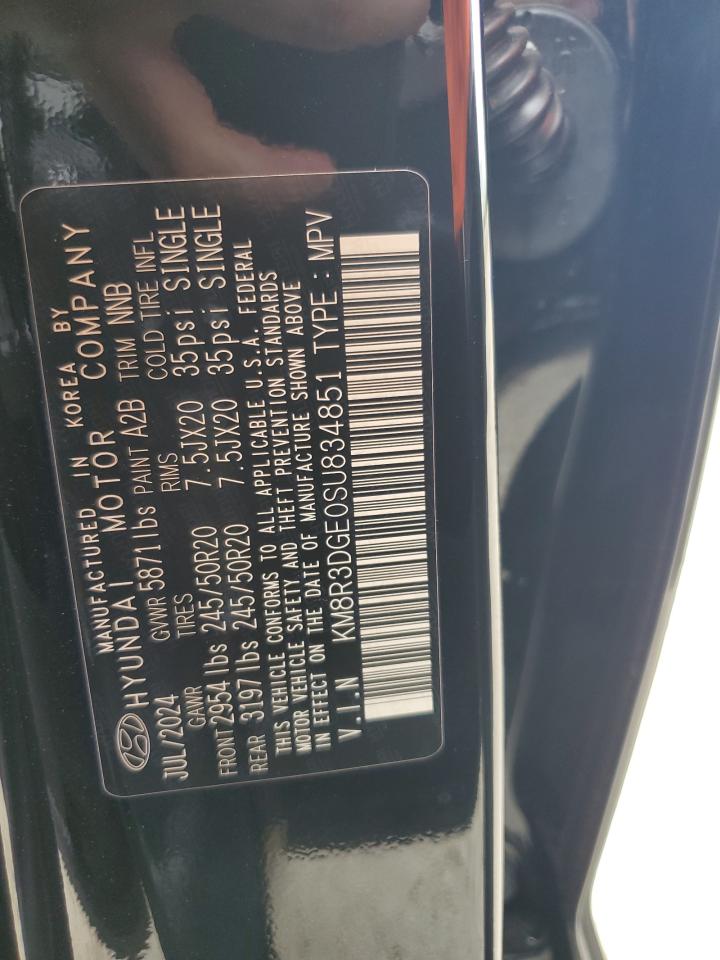 MANUFACTURED IN KOREA BY
HYUNDAI MOTOR COMPANY
JUL/2024 GVWR 5871 lbs PAINT A2B TRIM NNB
GAWR TIRES RIMS COLD TIRE INFL
FRONT 2954 lbs 245/50R20 7.5JX20 35psi SINGLE
REAR 3197 lbs 245/50R20 7.5JX20 35psi SINGLE
THIS VEHICLE CONFORMS TO ALL APPLICABLE U.S.A. FEDERAL
MOTOR VEHICLE SAFETY AND THEFT PREVENTION STANDARDS
IN EFFECT ON THE DATE OF MANUFACTURE SHOWN ABOVE
V.I.N KM8R3DGE0SU834851 TYPE : MPV